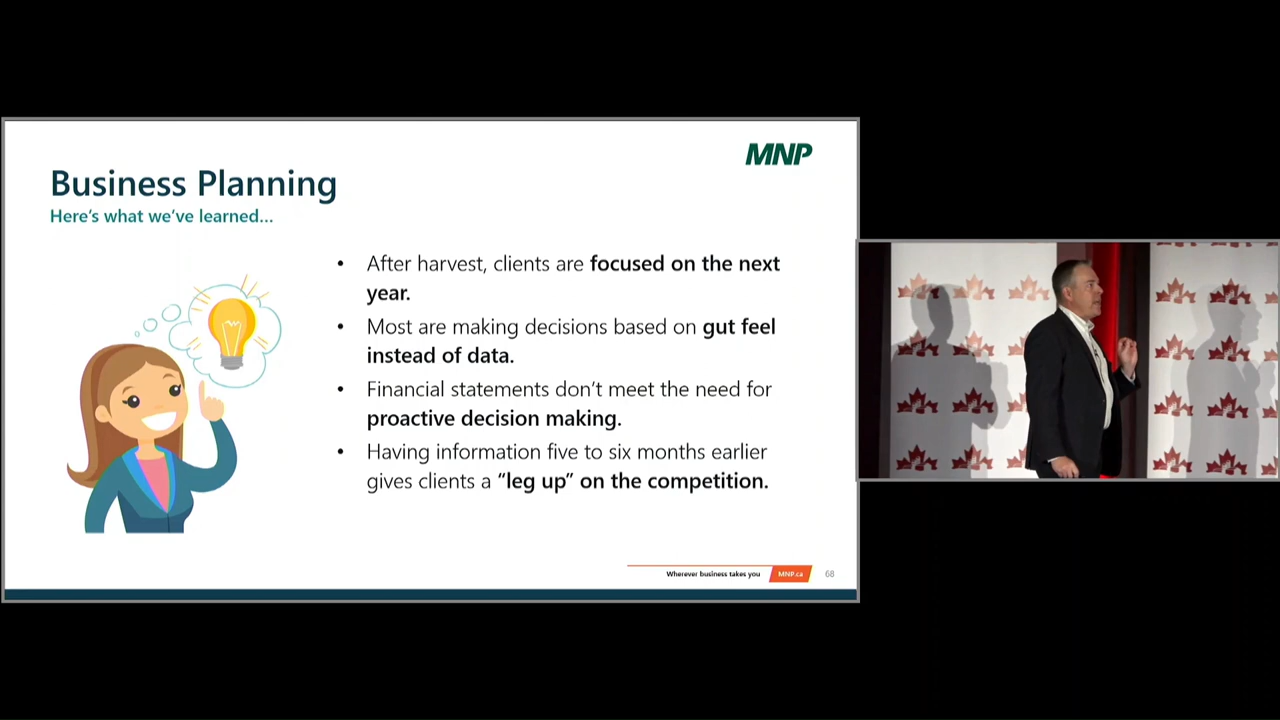 MNP
Business Planning
Here's what we've learned...
• After harvest, clients are focused on the next
year.
• Most are making decisions based on gut feel
instead of data.
• Financial statements don't meet the need for
proactive decision making.
• Having information five to six months earlier
gives clients a “leg up” on the competition.
Wherever business takes you
MNP.ca
68